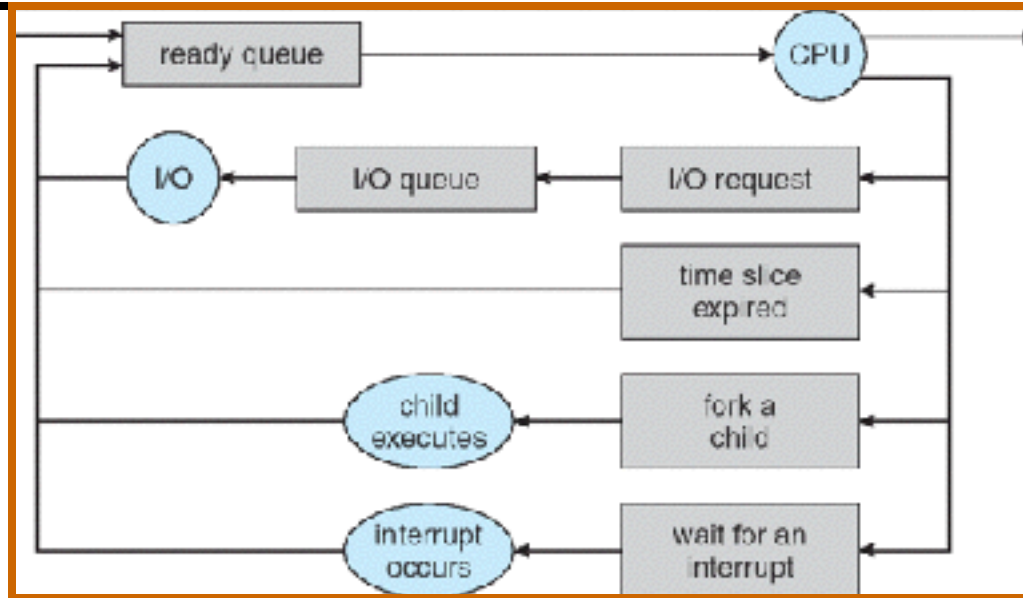 ready queue
CPU
I/O
I/O queue
I/O request
time slice
expired
child
executes
fork a
child
interrupt
occurs
wait for an
interrupt